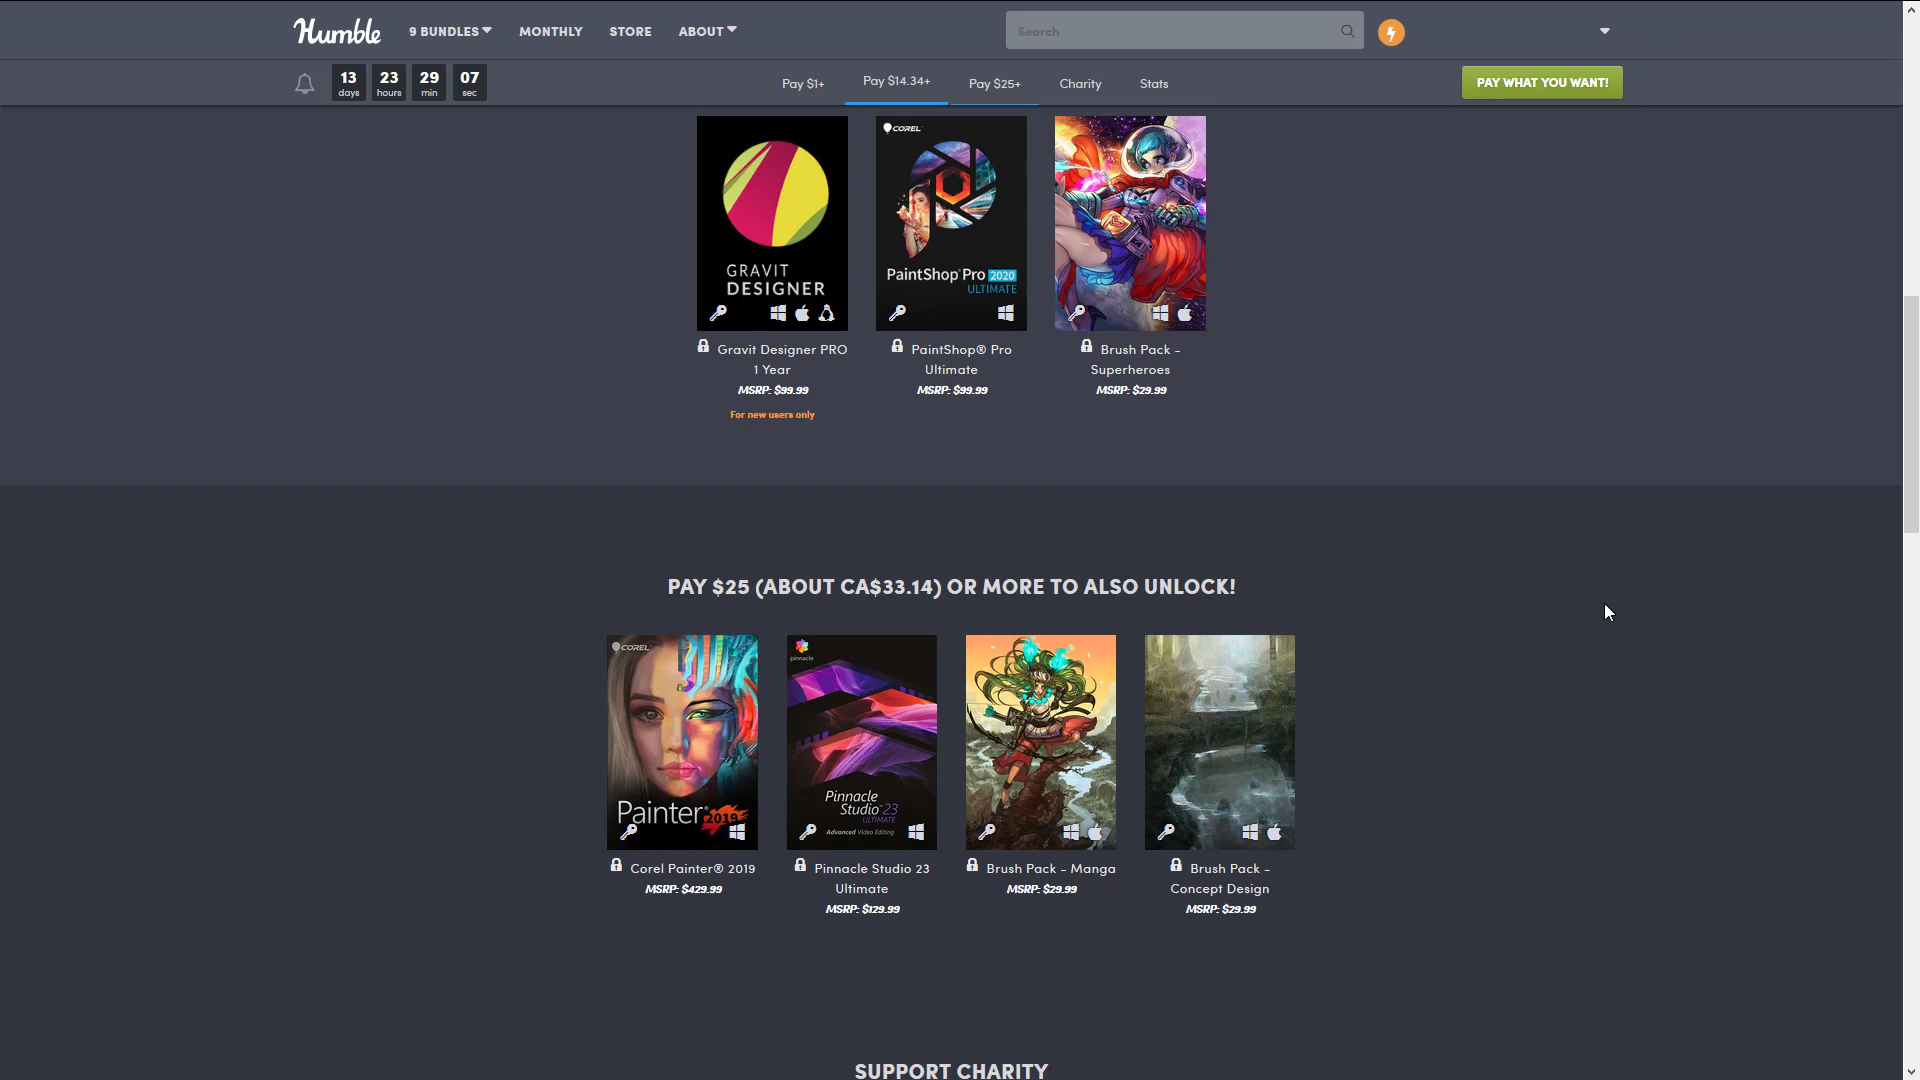 Humble
9 BUNDLES
MONTHLY
STORE
ABOUT
Search
13
days
23
hours
29
min
07
sec
Pay $1+
Pay $14.34+
Pay $25+
Charity
Stats
PAY WHAT YOU WANT!
GRAVIT
DESIGNER
COREL
PaintShop Pro 2020
ULTIMATE
Gravit Designer PRO
1 Year
MSRP: $99.99
For new users only
PaintShop® Pro
Ultimate
MSRP: $99.99
Brush Pack -
Superheroes
MSRP: $29.99
PAY $25 (ABOUT CA$33.14) OR MORE TO ALSO UNLOCK!
COREL
Painter® 2019
pinnacle
Pinnacle
Studio™ 23
ULTIMATE
Advanced Video Editing
Corel Painter® 2019
MSRP: $429.99
Pinnacle Studio 23
Ultimate
MSRP: $129.99
Brush Pack - Manga
MSRP: $29.99
Brush Pack -
Concept Design
MSRP: $29.99
SUPPORT CHARITY